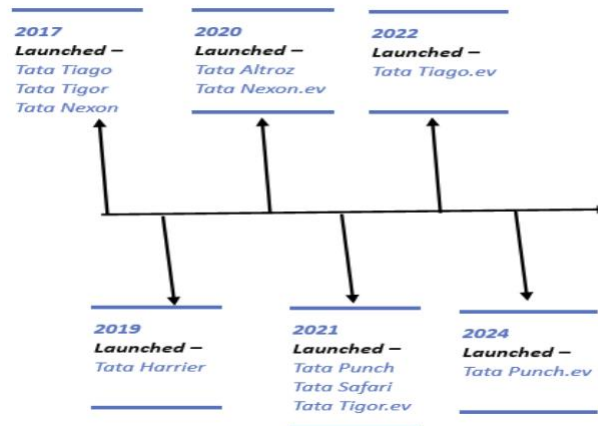 2017
Launched –
Tata Tiago
Tata Tigor
Tata Nexon
2020
Launched –
Tata Altroz
Tata Nexon.ev
2022
Launched –
Tata Tiago.ev
2019
Launched –
Tata Harrier
2021
Launched –
Tata Punch
Tata Safari
Tata Tigor.ev
2024
Launched –
Tata Punch.ev